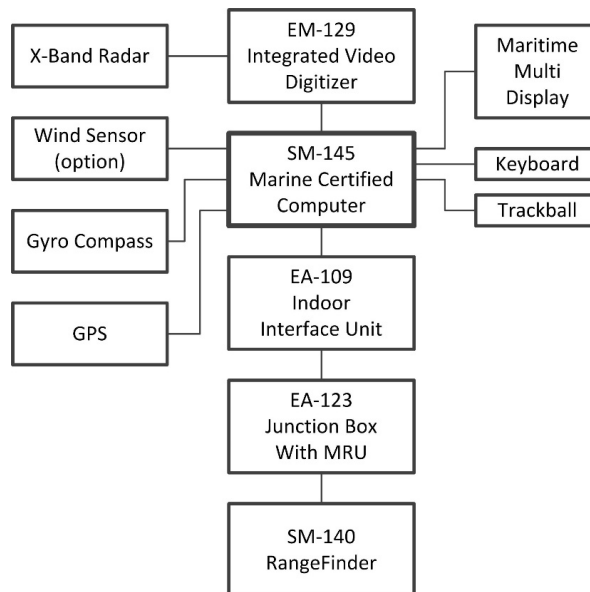 X-Band Radar
EM-129
Integrated Video
Digitizer
Maritime
Multi
Display
Wind Sensor
(option)
SM-145
Marine Certified
Computer
Keyboard
Trackball
Gyro Compass
GPS
EA-109
Indoor
Interface Unit
EA-123
Junction Box
With MRU
SM-140
RangeFinder